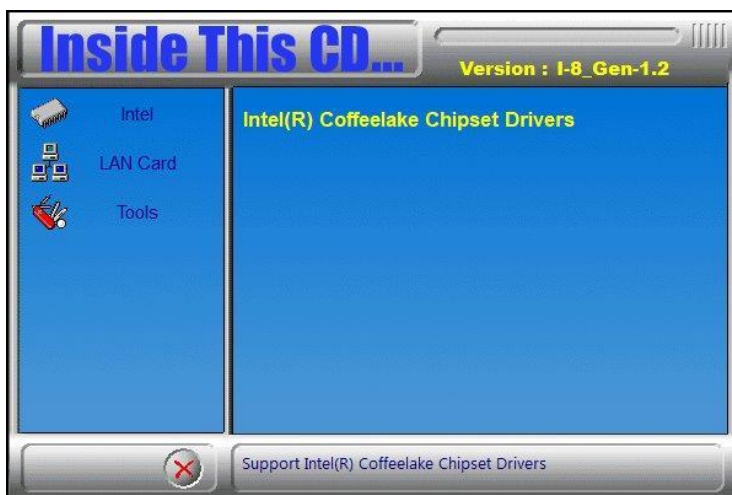 Inside This CD...
Version : I-8_Gen-1.2
Intel
LAN Card
Tools
Intel(R) Coffeelake Chipset Drivers
Support Intel(R) Coffeelake Chipset Drivers